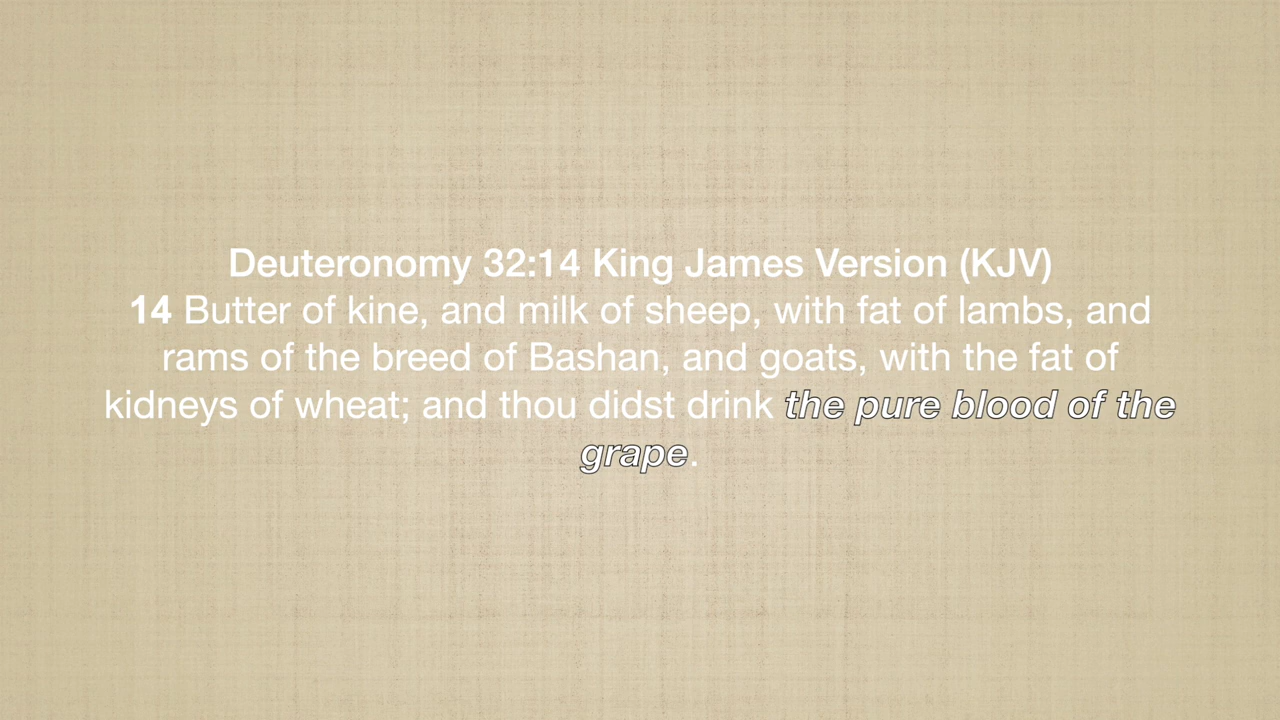 Deuteronomy 32:14 King James Version (KJV)
14 Butter of kine, and milk of sheep, with fat of lambs, and
rams of the breed of Bashan, and goats, with the fat of
kidneys of wheat; and thou didst drink the pure blood of the
grape.